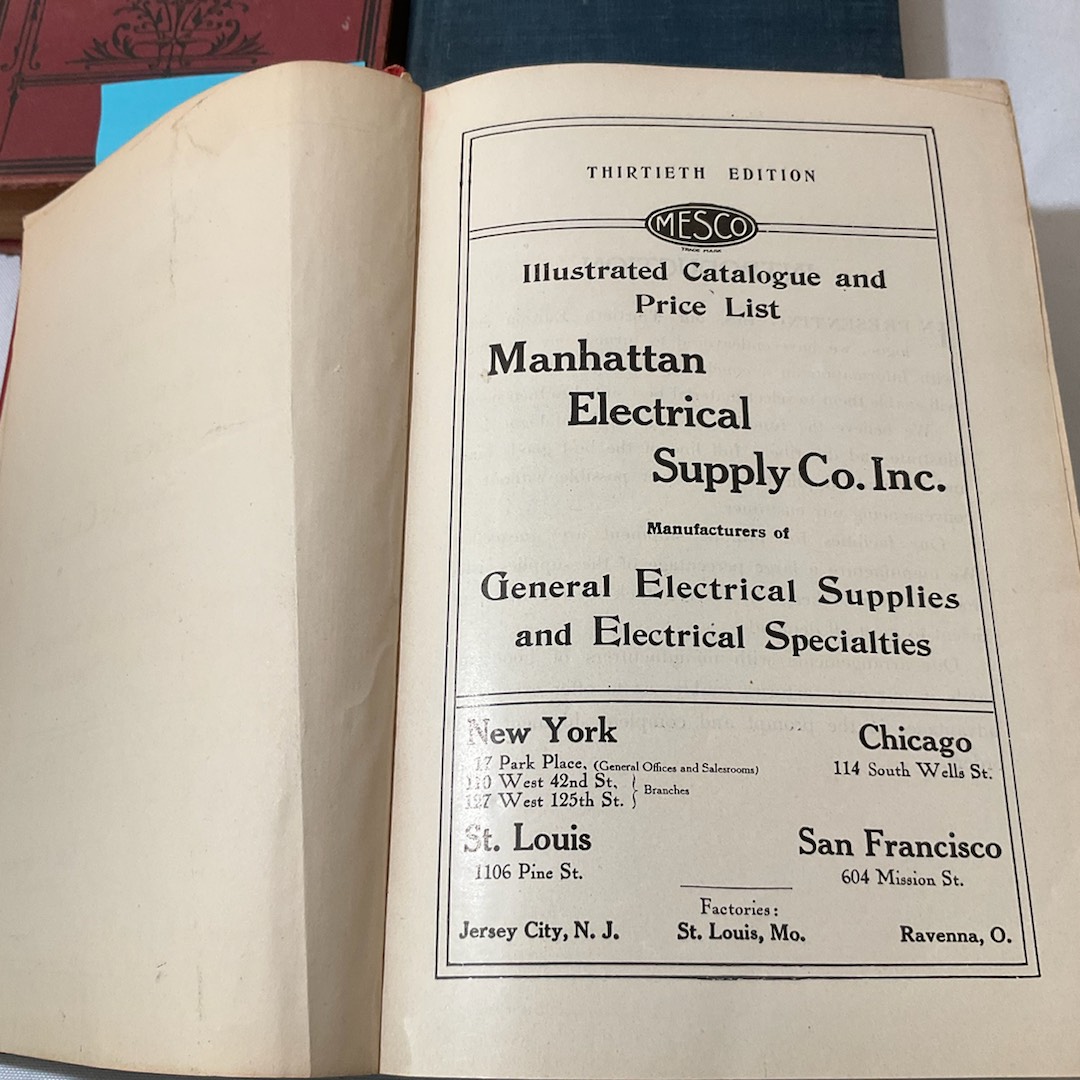 THIRTIETH EDITION
MESCO
TRADE MARK
Illustrated Catalogue and
Price List
Manhattan
Electrical
Supply Co. Inc.
Manufacturers of
General Electrical Supplies
and Electrical Specialties
New York
17 Park Place, (General Offices and Salesrooms)
110 West 42nd St.
127 West 125th St. } Branches
Chicago
114 South Wells St.
St. Louis
1106 Pine St.
San Francisco
604 Mission St.
Factories:
Jersey City, N. J. St. Louis, Mo. Ravenna, O.